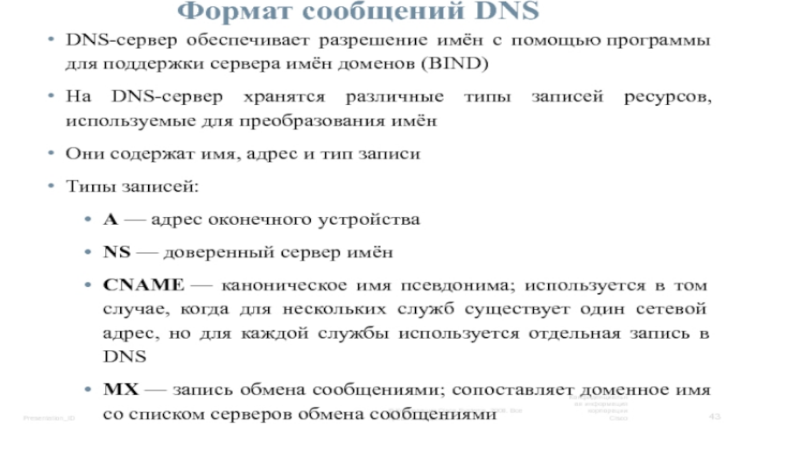 Формат сообщений DNS
• DNS-сервер обеспечивает разрешение имён с помощью программы
для поддержки сервера имён доменов (BIND)
• На DNS-сервер хранятся различные типы записей ресурсов,
используемые для преобразования имён
• Они содержат имя, адрес и тип записи
• Типы записей:
• A — адрес оконечного устройства
• NS — доверенный сервер имён
• CNAME — каноническое имя псевдонима; используется в том
случае, когда для нескольких служб существует один сетевой
адрес, но для каждой службы используется отдельная запись в
DNS
• MX — запись обмена сообщениями; сопоставляет доменное имя
со списком серверов обмена сообщениями
Presentation_ID
43